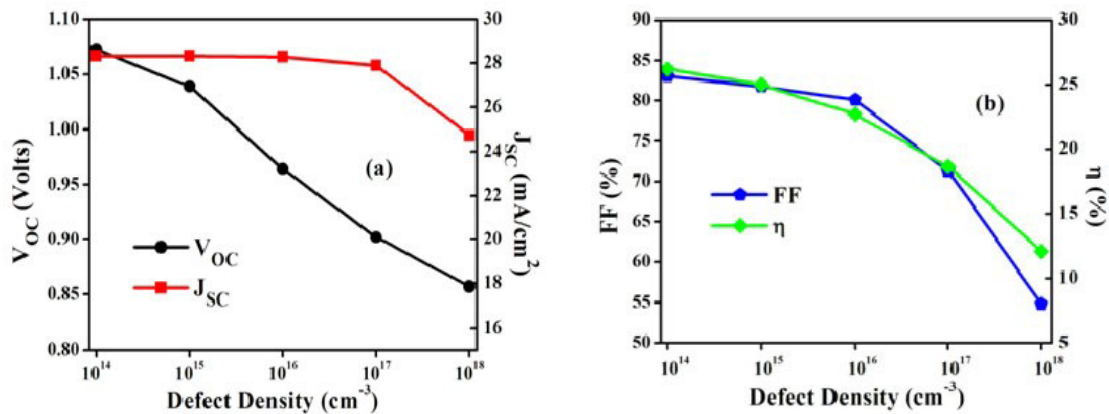 1.10
1.05
1.00
0.95
0.90
0.85
0.80
V_OC (Volts)
(a)
V_OC
J_SC
30
28
26
24
22
20
18
16
J_SC (mA/cm^2)
10^14 10^15 10^16 10^17 10^18
Defect Density (cm^-3)
90
85
80
75
70
65
60
55
50
FF (%)
(b)
FF
η
30
25
20
15
10
5
η (%)
10^14 10^15 10^16 10^17 10^18
Defect Density (cm^-3)